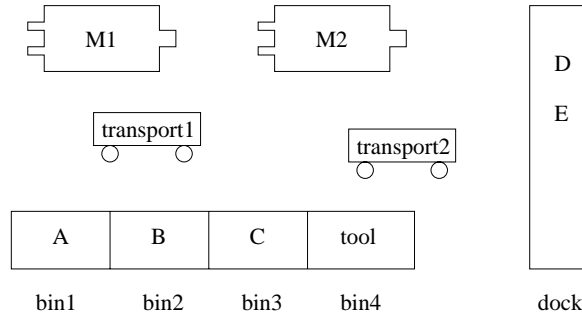 M1
M2
D
E
transport1
transport2
A
B
C
tool
bin1
bin2
bin3
bin4
dock